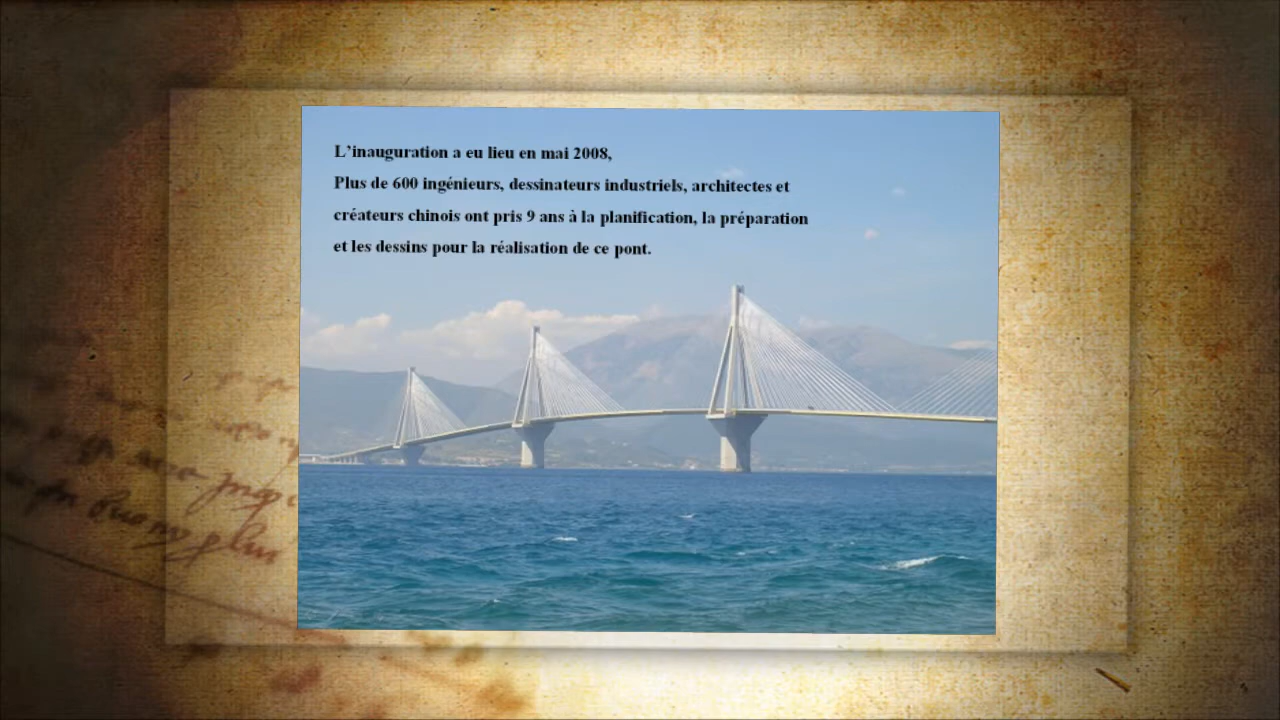 L’inauguration a eu lieu en mai 2008,
Plus de 600 ingénieurs, dessinateurs industriels, architectes et
créateurs chinois ont pris 9 ans à la planification, la préparation
et les dessins pour la réalisation de ce pont.